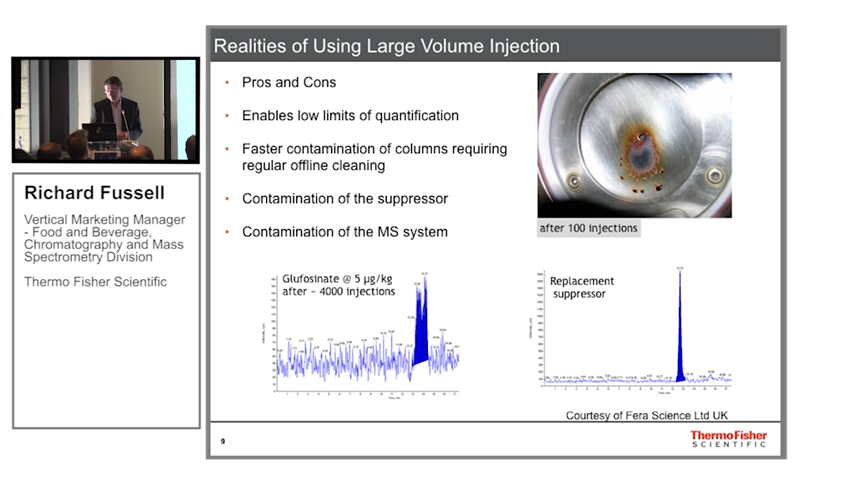 Realities of Using Large Volume Injection
• Pros and Cons
• Enables low limits of quantification
• Faster contamination of columns requiring
regular offline cleaning
• Contamination of the suppressor
• Contamination of the MS system
after 100 injections
Richard Fussell
Vertical Marketing Manager
- Food and Beverage,
Chromatography and Mass
Spectrometry Division
Thermo Fisher Scientific
Glufosinate @ 5 µg/kg
after ~ 4000 injections
Replacement
suppressor
Courtesy of Fera Science Ltd UK
9
ThermoFisher
SCIENTIFIC